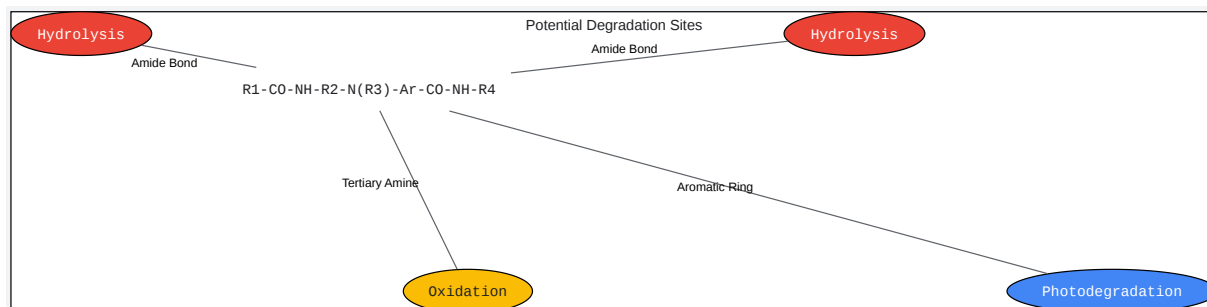 Potential Degradation Sites
Hydrolysis
Hydrolysis
Amide Bond
Amide Bond
R1-CO-NH-R2-N(R3)-Ar-CO-NH-R4
Tertiary Amine
Aromatic Ring
Oxidation
Photodegradation